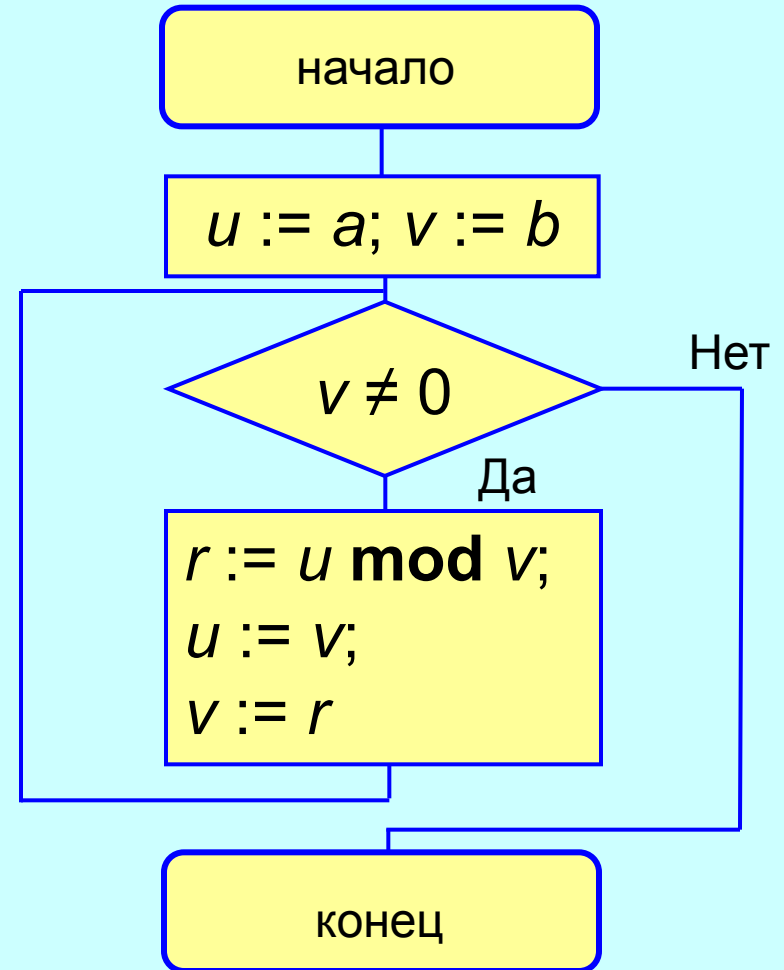 начало
u := a; v := b
Нет
v ≠ 0
Да
r := u mod v;
u := v;
v := r
конец